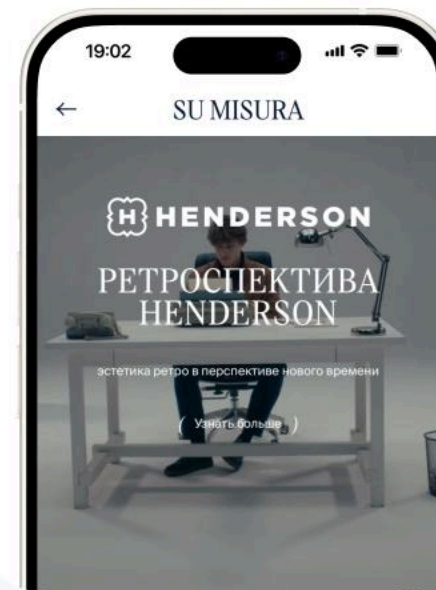 19:02
SU MISURA
HENDERSON
РЕТРОСПЕКТИВА
HENDERSON
эстетика ретро в перспективе нового времени
( Узнать больше )